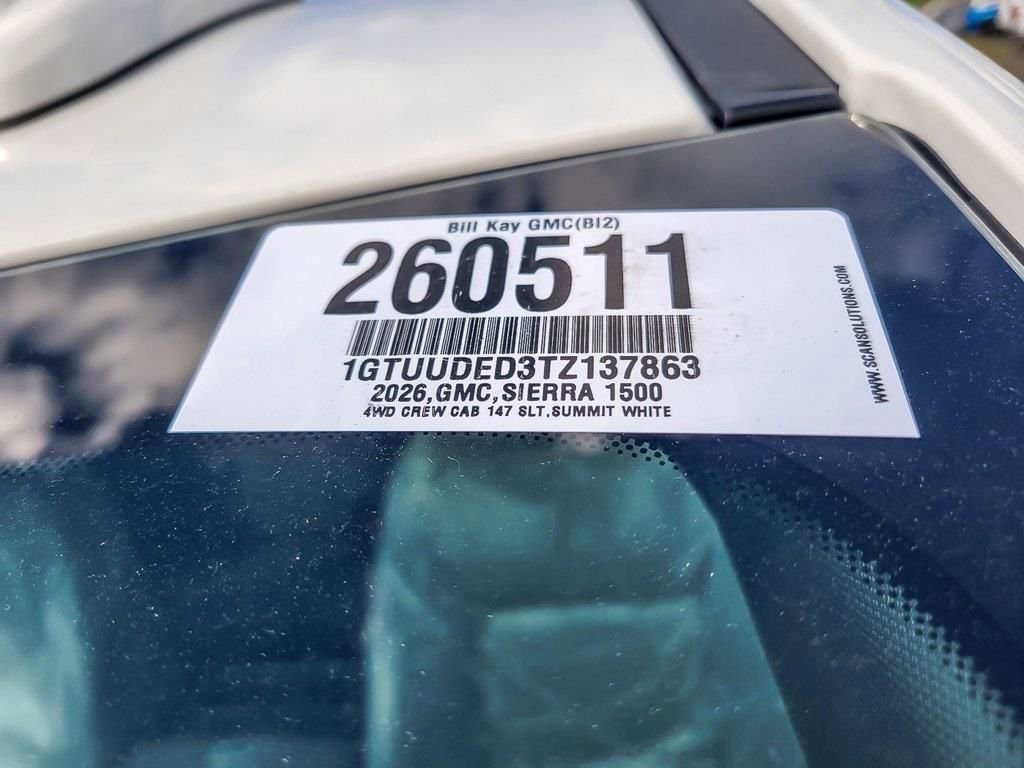 Bill Kay GMC(BI2)
260511
1GTUUDED3TZ137863
2026,GMC,SIERRA 1500
4WD CREW CAB 147 SLT,SUMMIT WHITE
WWW.SCANSOLUTIONS.COM